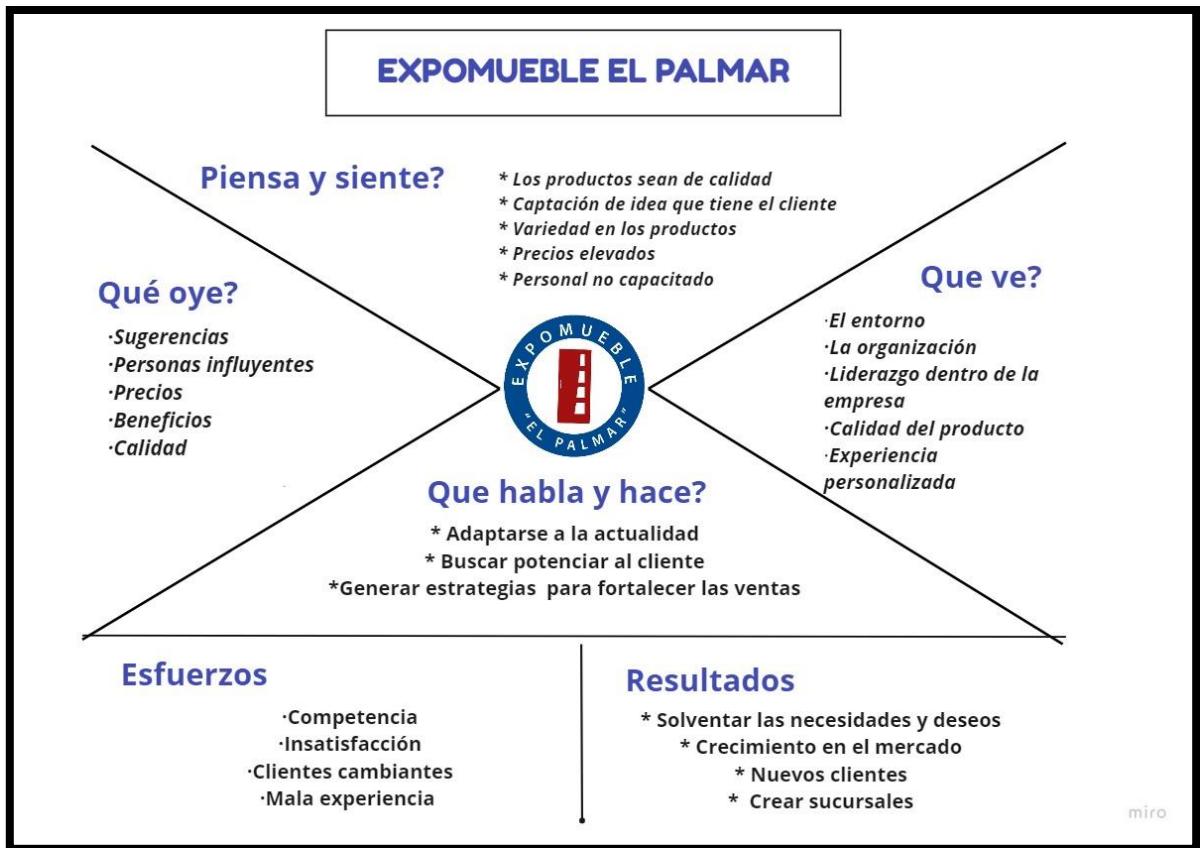 EXPOMUEBLE EL PALMAR
Piensa y siente?
* Los productos sean de calidad
* Captación de idea que tiene el cliente
* Variedad en los productos
* Precios elevados
* Personal no capacitado
Qué oye?
·Sugerencias
·Personas influyentes
·Precios
·Beneficios
·Calidad
Que ve?
·El entorno
·La organización
·Liderazgo dentro de la
empresa
·Calidad del producto
·Experiencia
personalizada
EXPOMUEBLE
"EL PALMAR"
Que habla y hace?
* Adaptarse a la actualidad
* Buscar potenciar al cliente
*Generar estrategias  para fortalecer las ventas
Esfuerzos
·Competencia
·Insatisfacción
·Clientes cambiantes
·Mala experiencia
Resultados
* Solventar las necesidades y deseos
* Crecimiento en el mercado
* Nuevos clientes
*  Crear sucursales
miro